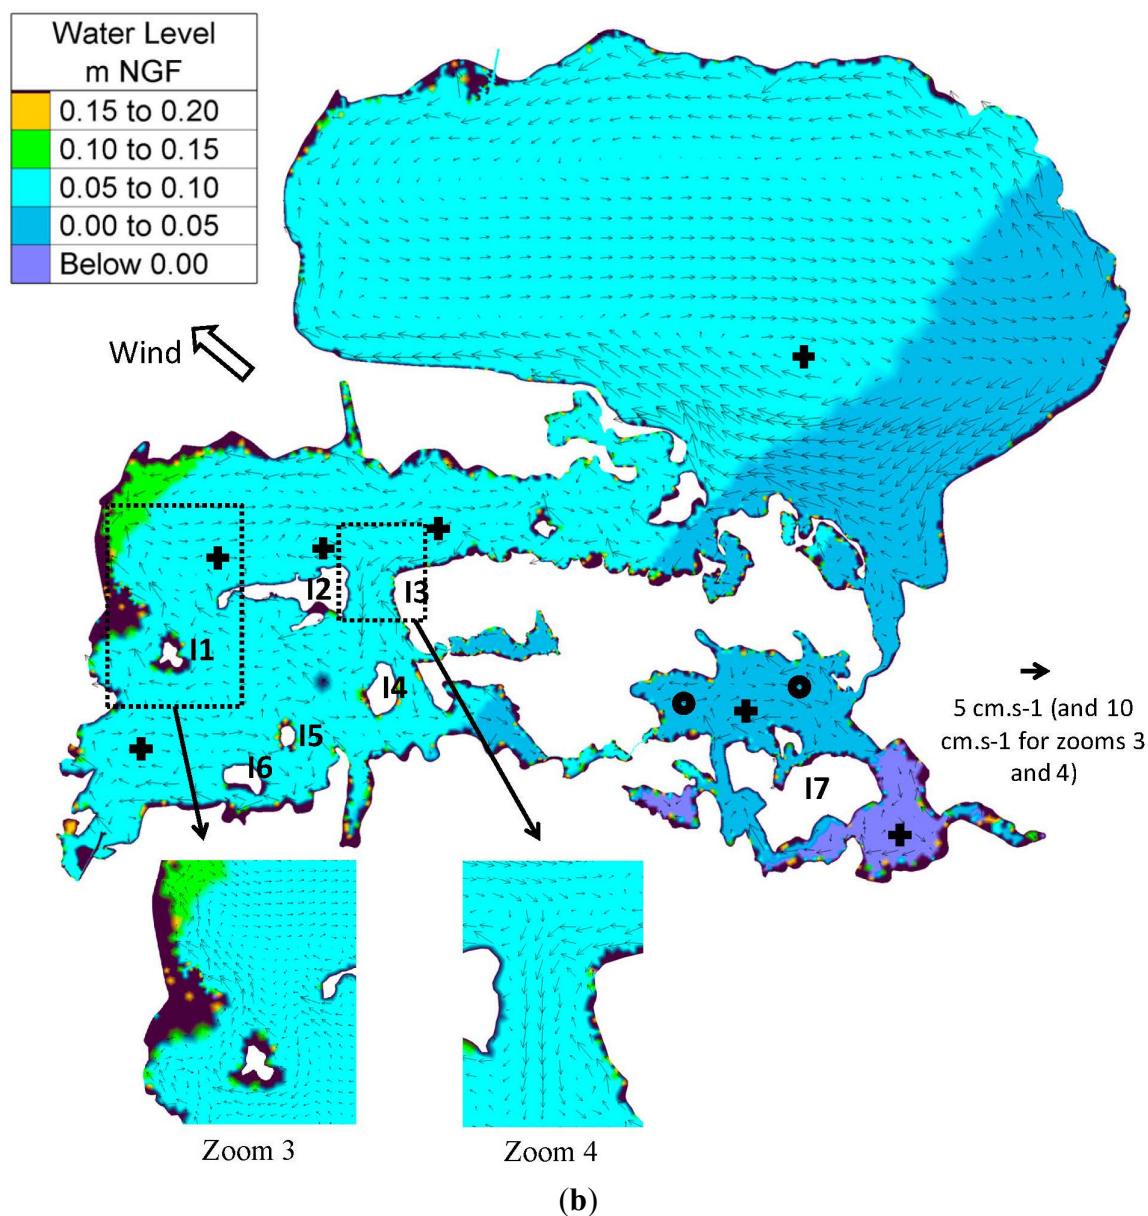 Water Level
m NGF
0.15 to 0.20
0.10 to 0.15
0.05 to 0.10
0.00 to 0.05
Below 0.00
Wind
I2
I3
I1
I4
I5
I6
I7
5 cm.s-1 (and 10
cm.s-1 for zooms 3
and 4)
Zoom 3
Zoom 4
(b)